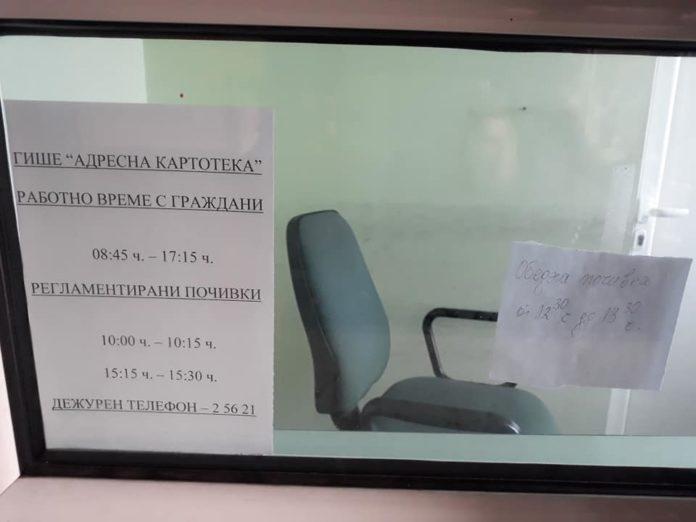 ГИШЕ “АДРЕСНА КАРТОТЕКА”
РАБОТНО ВРЕМЕ С ГРАЖДАНИ
08:45 ч. – 17:15 ч.
РЕГЛАМЕНТИРАНИ ПОЧИВКИ
10:00 ч. – 10:15 ч.
15:15 ч. – 15:30 ч.
ДЕЖУРЕН ТЕЛЕФОН – 2 56 21
Обедна почивка
от 12³⁰ до 13³⁰ ч.